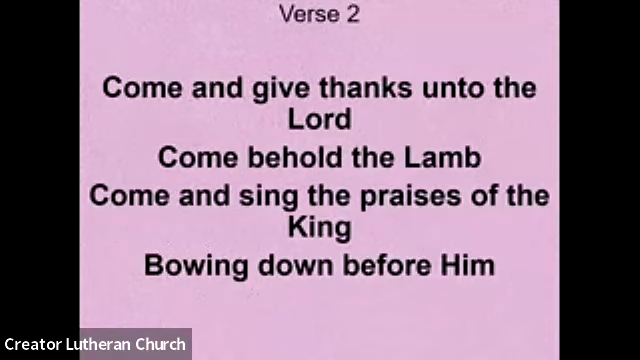 Verse 2
Come and give thanks unto the
Lord
Come behold the Lamb
Come and sing the praises of the
King
Bowing down before Him
Creator Lutheran Church